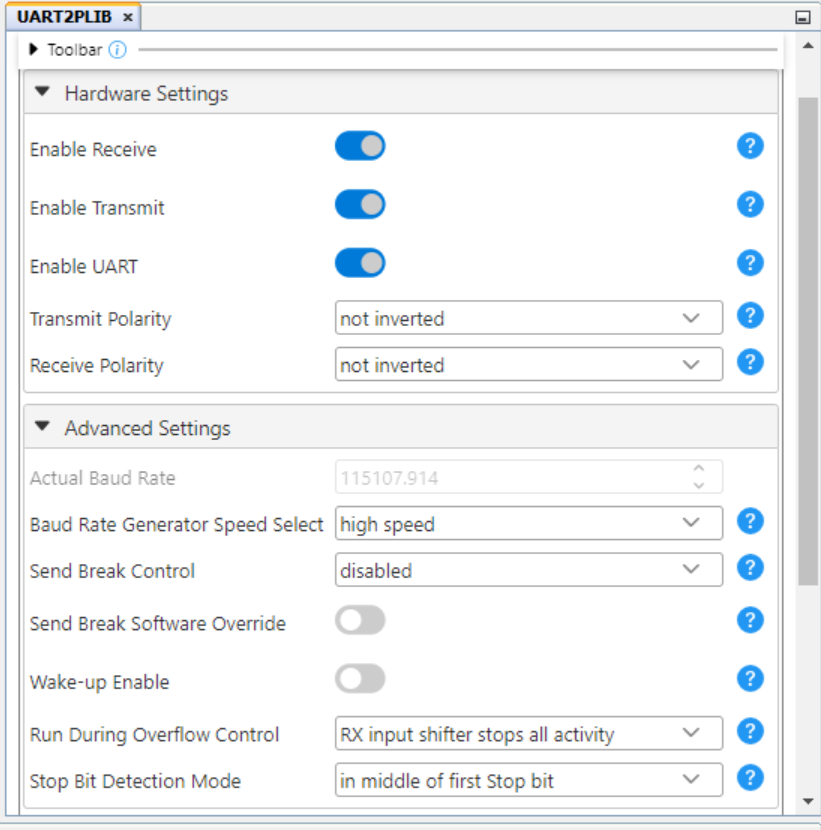 UART2PLIB ×
Toolbar i
Hardware Settings
Enable Receive ?
Enable Transmit ?
Enable UART ?
Transmit Polarity not inverted ?
Receive Polarity not inverted ?
Advanced Settings
Actual Baud Rate 115107.914
Baud Rate Generator Speed Select high speed ?
Send Break Control disabled ?
Send Break Software Override ?
Wake-up Enable ?
Run During Overflow Control RX input shifter stops all activity ?
Stop Bit Detection Mode in middle of first Stop bit ?